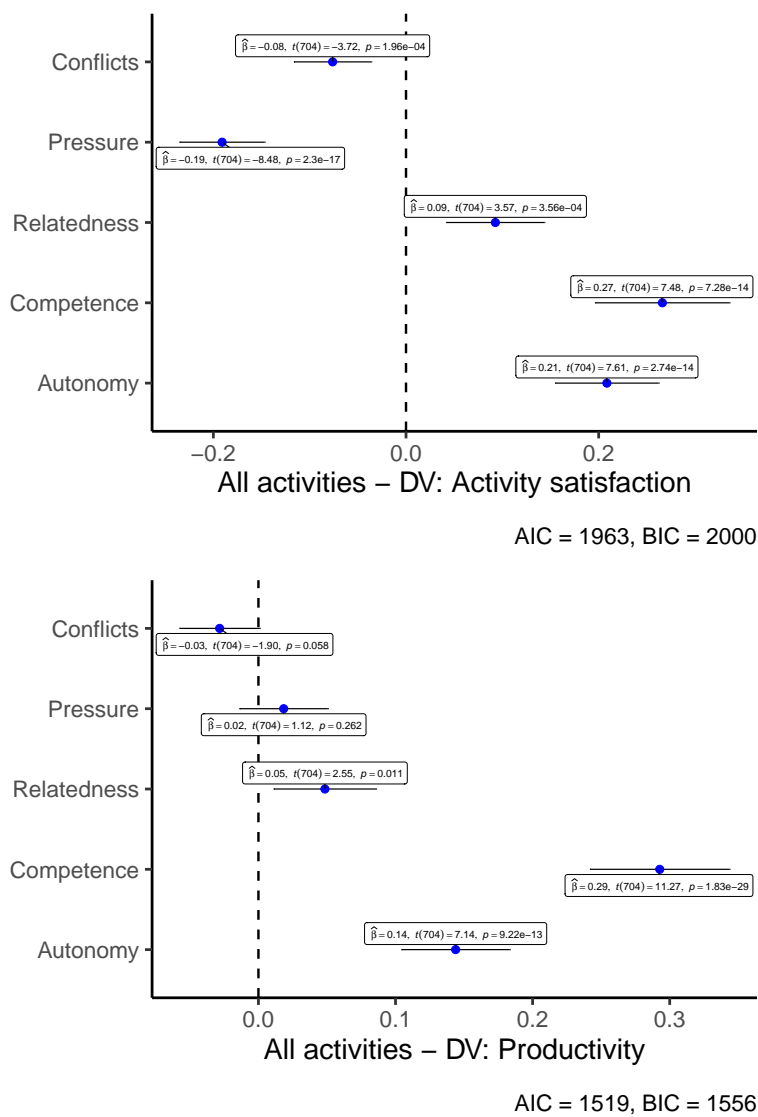 β̂ = −0.08, t(704) = −3.72, p = 1.96e−04
Conflicts
Pressure
β̂ = −0.19, t(704) = −8.48, p = 2.3e−17
β̂ = 0.09, t(704) = 3.57, p = 3.56e−04
Relatedness
β̂ = 0.27, t(704) = 7.48, p = 7.28e−14
Competence
β̂ = 0.21, t(704) = 7.61, p = 2.74e−14
Autonomy
−0.2 0.0 0.2
All activities − DV: Activity satisfaction
AIC = 1963, BIC = 2000
Conflicts
β̂ = −0.03, t(704) = −1.90, p = 0.058
Pressure
β̂ = 0.02, t(704) = 1.12, p = 0.262
β̂ = 0.05, t(704) = 2.55, p = 0.011
Relatedness
Competence
β̂ = 0.29, t(704) = 11.27, p = 1.83e−29
β̂ = 0.14, t(704) = 7.14, p = 9.22e−13
Autonomy
0.0 0.1 0.2 0.3
All activities − DV: Productivity
AIC = 1519, BIC = 1556